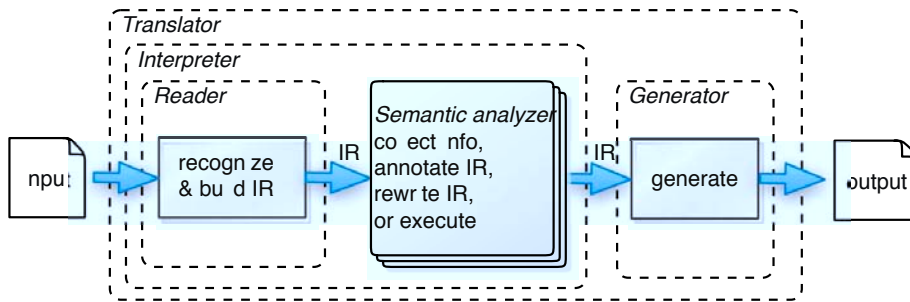 Translator
Interpreter
Reader
Generator
Semantic analyzer
nput
recogn ze
& bu d IR
IR
co ect nfo,
annotate IR,
rewr te IR,
or execute
IR
generate
output